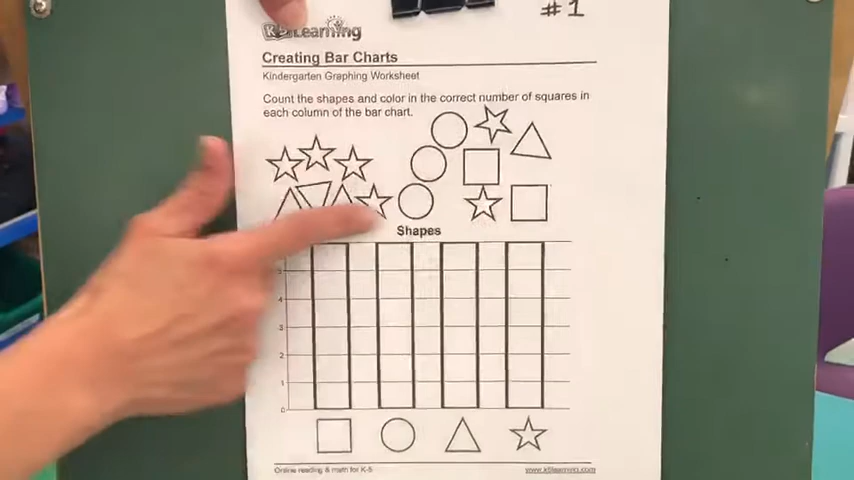 #1
K5 Learning
Creating Bar Charts
Kindergarten Graphing Worksheet
Count the shapes and color in the correct number of squares in
each column of the bar chart.
Shapes
5
4
3
2
1
0
Online reading & math for K-5
www.k5learning.com